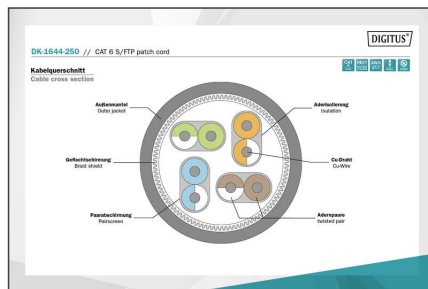 DIGITUS®
DK-1644-250 // CAT 6 S/FTP patch cord
Kabelquerschnitt
Cable cross section
Außenmantel
Outer jacket
Aderisolierung
Insulation
Geflechtschirmung
Braid shield
Cu-Draht
Cu-Wire
Paarabschirmung
Pairscreen
Adernpaare
twisted pair